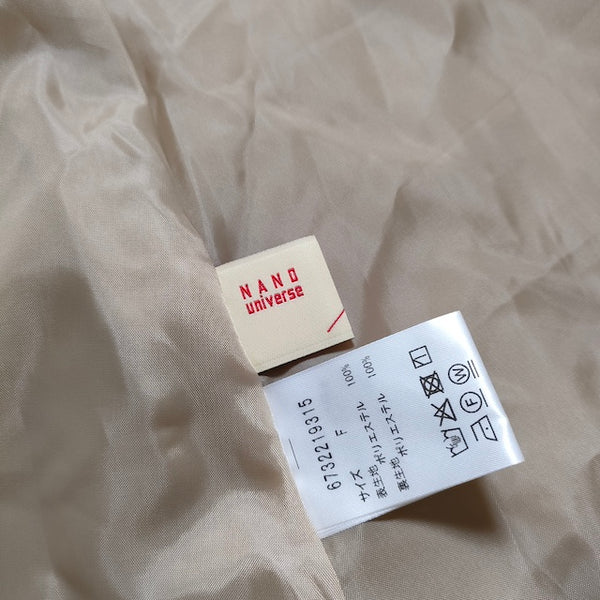 NANO
universe
6732219315
F
サイズ
表生地 ポリエステル 100%
裏生地 ポリエステル 100%
F
W